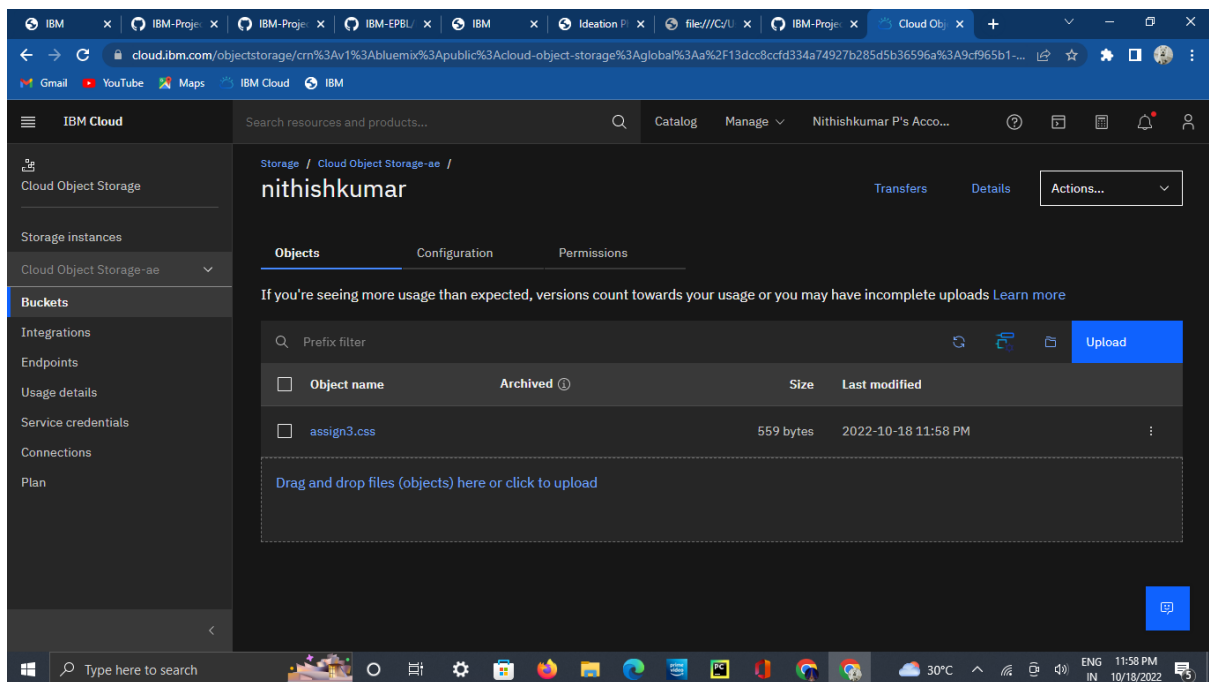 IBM
IBM-Proje
IBM-Proje
IBM-EPBL/
IBM
Ideation Pl
file:///C:/U
IBM-Proje
Cloud Obj
cloud.ibm.com/objectstorage/crn%3Av1%3Abluemix%3Apublic%3Acloud-object-storage%3Aglobal%3Aa%2F13dcc8ccfd334a74927b285d5b36596a%3A9cf965b1-...
Gmail
YouTube
Maps
IBM Cloud
IBM
IBM Cloud
Search resources and products...
Catalog
Manage
Nithishkumar P's Acco...
Cloud Object Storage
Storage instances
Cloud Object Storage-ae
Buckets
Integrations
Endpoints
Usage details
Service credentials
Connections
Plan
Storage / Cloud Object Storage-ae /
nithishkumar
Transfers
Details
Actions...
Objects
Configuration
Permissions
If you're seeing more usage than expected, versions count towards your usage or you may have incomplete uploads Learn more
Prefix filter
Upload
Object name
Archived
Size
Last modified
assign3.css
559 bytes
2022-10-18 11:58 PM
Drag and drop files (objects) here or click to upload
Type here to search
prime video
PC
30°C
ENG
IN
11:58 PM
10/18/2022
5